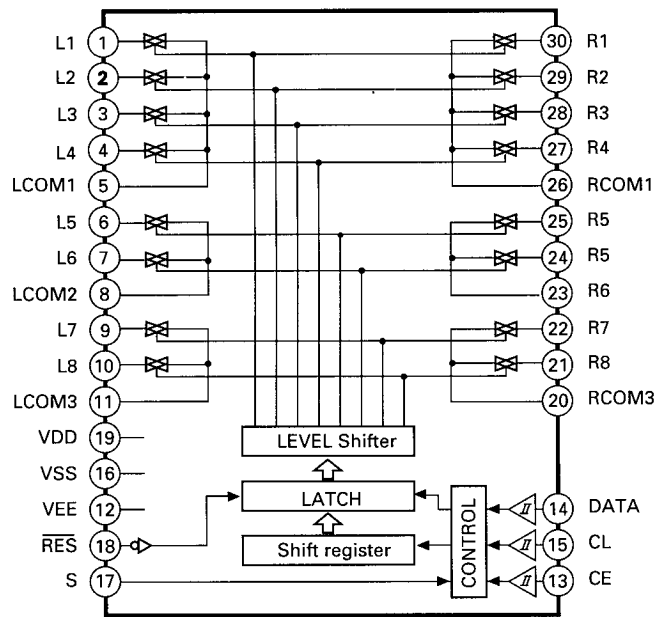 L1 1 30 R1
L2 2 29 R2
L3 3 28 R3
L4 4 27 R4
LCOM1 5 26 RCOM1
L5 6 25 R5
L6 7 24 R5
LCOM2 8 23 R6
L7 9 22 R7
L8 10 21 R8
LCOM3 11 20 RCOM3
VDD 19
LEVEL Shifter
VSS 16
LATCH
VEE 12
CONTROL
14 DATA
RES 18
Shift register
15 CL
S 17
13 CE